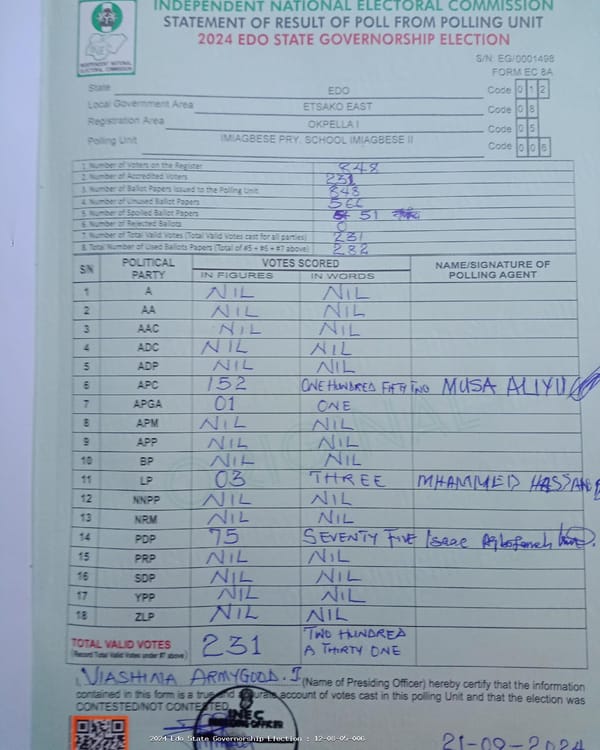 INDEPENDENT NATIONAL ELECTORAL COMMISSION
STATEMENT OF RESULT OF POLL FROM POLLING UNIT
2024 EDO STATE GOVERNORSHIP ELECTION
INEC
INDEPENDENT NATIONAL ELECTORAL COMMISSION
S/N: EG/0001498
FORM EC 8A
State EDO Code 0 1 2
Local Government Area ETSAKO EAST Code 0 8
Registration Area OKPELLA I Code 0 5
Polling Unit IMIAGBESE PRY. SCHOOL IMIAGBESE II Code 0 0 6
1. Number of Voters on the Register 848
2. Number of Accredited Voters 231
3. Number of Ballot Papers Issued to the Polling Unit 848
4. Number of Unused Ballot Papers 566
5. Number of Spoiled Ballot Papers 51
6. Number of Rejected Ballots 0
7. Number of Total Valid Votes (Total Valid Votes cast for all parties) 231
8. Total Number of Used Ballots Papers (Total of #5 + #6 + #7 above) 282
S/N POLITICAL PARTY VOTES SCORED NAME/SIGNATURE OF POLLING AGENT
IN FIGURES IN WORDS
1 A NIL NIL
2 AA NIL NIL
3 AAC NIL NIL
4 ADC NIL NIL
5 ADP NIL NIL
6 APC 152 ONE HUNDRED FIFTY TWO MUSA ALIYU
7 APGA 01 ONE
8 APM NIL NIL
9 APP NIL NIL
10 BP NIL NIL
11 LP 03 THREE MHAMMED HASSAN
12 NNPP NIL NIL
13 NRM NIL NIL
14 PDP 75 SEVENTY FIVE Isaac
15 PRP NIL NIL
16 SDP NIL NIL
17 YPP NIL NIL
18 ZLP NIL NIL
TOTAL VALID VOTES 231 TWO HUNDRED
(Record Total Valid Votes under #7 above) A THIRTY ONE
I, VIASHIMA ARMYGOOD .J (Name of Presiding Officer) hereby certify that the information
contained in this form is a true and accurate account of votes cast in this polling Unit and that the election was
CONTESTED/NOT CONTESTED
INEC
PRESIDING OFFICER
21-09-2024
2024 Edo State Governorship Election : 12-08-05-006